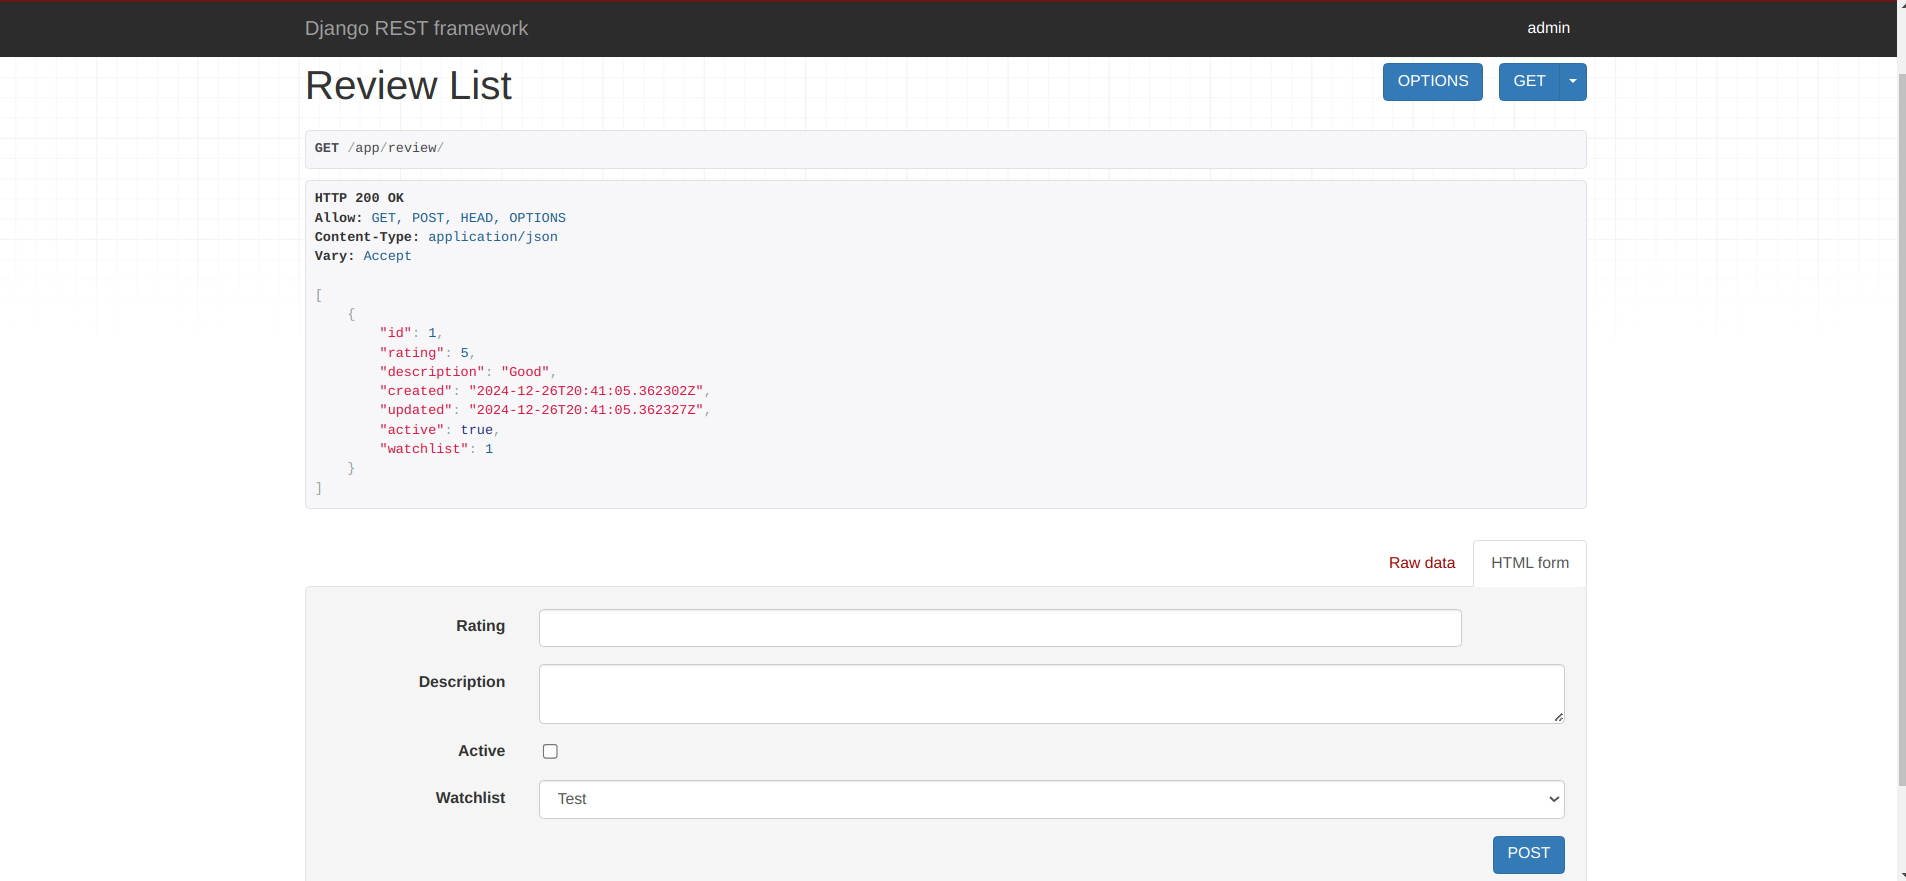 Django REST framework
admin
Review List
OPTIONS
GET
GET /app/review/
HTTP 200 OK
Allow: GET, POST, HEAD, OPTIONS
Content-Type: application/json
Vary: Accept
[
    {
        "id": 1,
        "rating": 5,
        "description": "Good",
        "created": "2024-12-26T20:41:05.362302Z",
        "updated": "2024-12-26T20:41:05.362327Z",
        "active": true,
        "watchlist": 1
    }
]
Raw data
HTML form
Rating
Description
Active
Watchlist
Test
POST